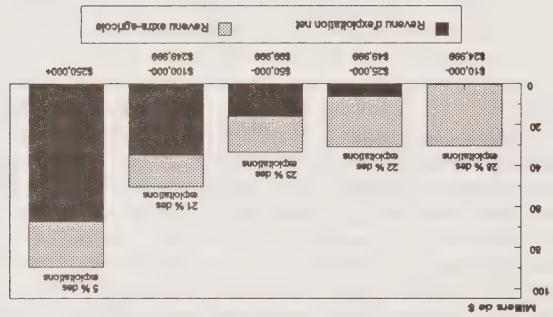 Milliers de $
100
80
60
40
20
0
28 % des
exploitations
22 % des
exploitations
25 % des
exploitations
21 % des
exploitations
5 % des
exploitations
$10,000-
$24,999
$25,000-
$49,999
$50,000-
$99,999
$100,000-
$249,999
$250,000+
Revenu d'exploitation net
Revenu extra-agricole